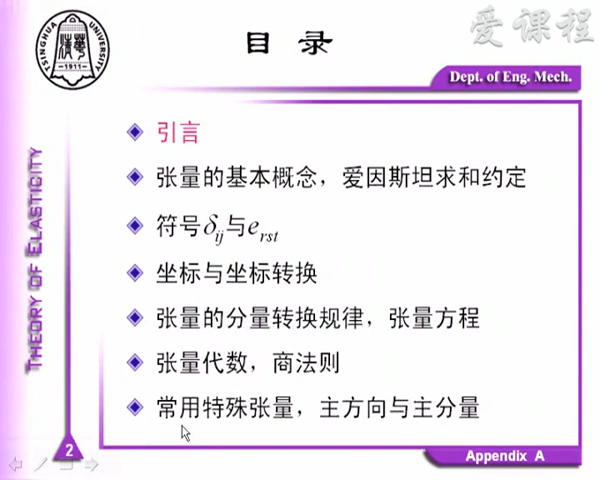 爱课程
目 录
TSINGHUA UNIVERSITY
—1911—
Dept. of Eng. Mech.
THEORY OF ELASTICITY
引言
张量的基本概念，爱因斯坦求和约定
符号δij与erst
坐标与坐标转换
张量的分量转换规律，张量方程
张量代数，商法则
常用特殊张量，主方向与主分量
2
Appendix A